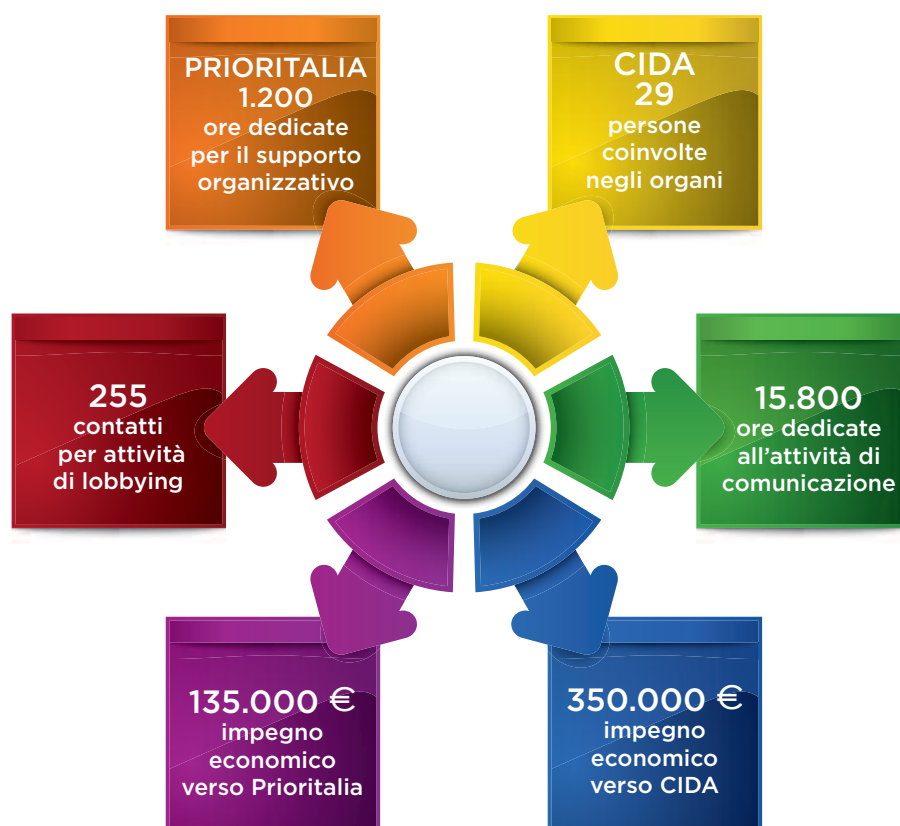 PRIORITALIA
1.200
ore dedicate
per il supporto
organizzativo
CIDA
29
persone
coinvolte
negli organi
255
contatti
per attività
di lobbying
15.800
ore dedicate
all'attività di
comunicazione
135.000 €
impegno
economico
verso Prioritalia
350.000 €
impegno
economico
verso CIDA